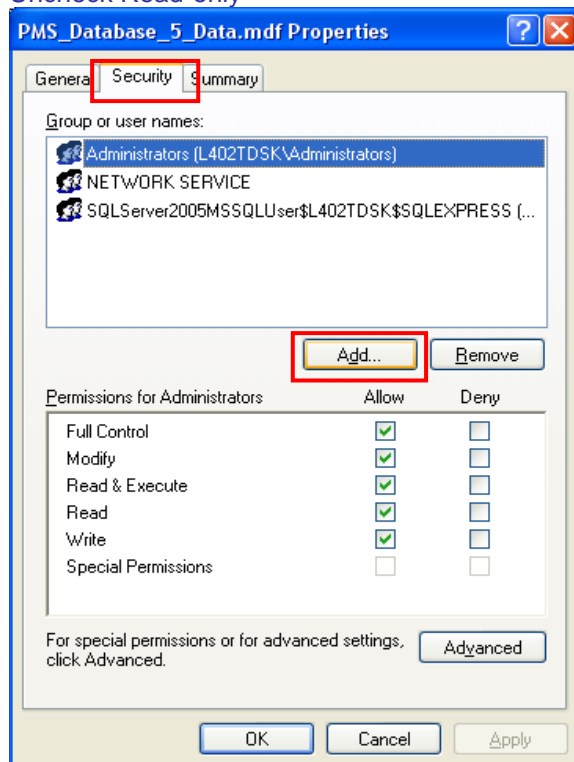 Uncheck Read-only
PMS_Database_5_Data.mdf Properties
General Security Summary
Group or user names:
Administrators (L402TDSK\Administrators)
NETWORK SERVICE
SQLServer2005MSSQLUser$L402TDSK$SQLEXPRESS (...
Add... Remove
Permissions for Administrators Allow Deny
Full Control
Modify
Read & Execute
Read
Write
Special Permissions
For special permissions or for advanced settings,
click Advanced.
Advanced
OK Cancel Apply